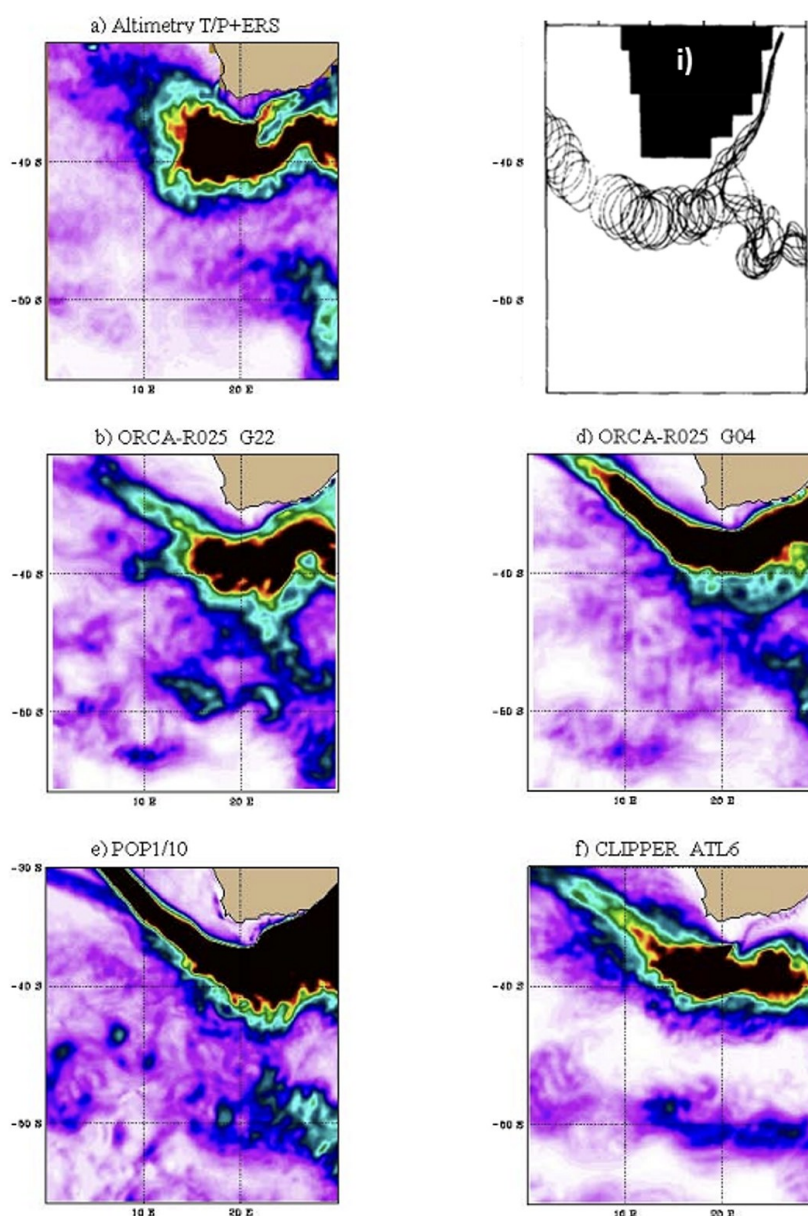 a) Altimetry T/P+ERS
-40 S
-50 S
10 E 20 E
i)
-40 S
-50 S
b) ORCA-R025 G22
-40 S
-50 S
10 E 20 E
d) ORCA-R025 G04
-40 S
-50 S
10 E 20 E
e) POP1/10
-30 S
-40 S
-50 S
10 E 20 E
f) CLIPPER ATL6
-40 S
-50 S
10 E 20 E